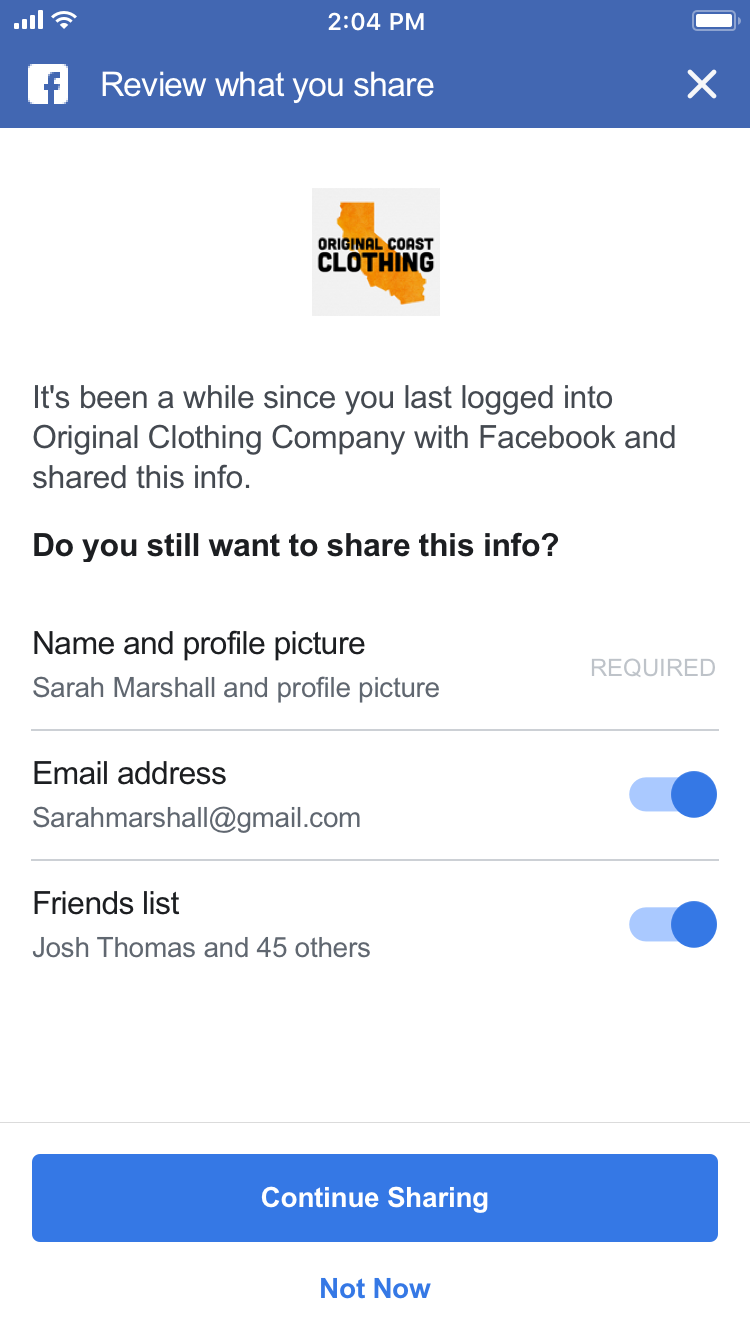 2:04 PM
Review what you share
ORIGINAL COAST
CLOTHING
It's been a while since you last logged into
Original Clothing Company with Facebook and
shared this info.
Do you still want to share this info?
Name and profile picture
Sarah Marshall and profile picture
REQUIRED
Email address
Sarahmarshall@gmail.com
Friends list
Josh Thomas and 45 others
Continue Sharing
Not Now